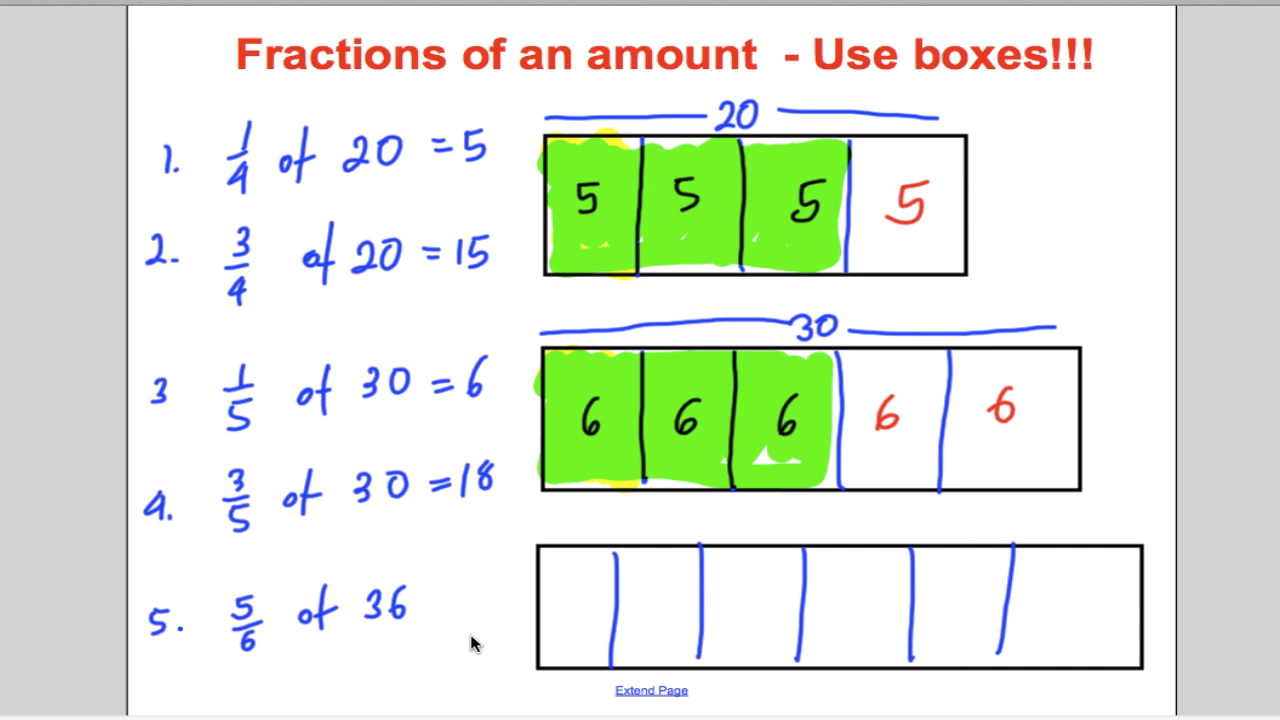 Fractions of an amount - Use boxes!!!
20
1. 1/4 of 20 = 5
5 5 5 5
2. 3/4 of 20 = 15
30
3 1/5 of 30 = 6
6 6 6 6 6
4. 3/5 of 30 = 18
5. 5/6 of 36
Extend Page